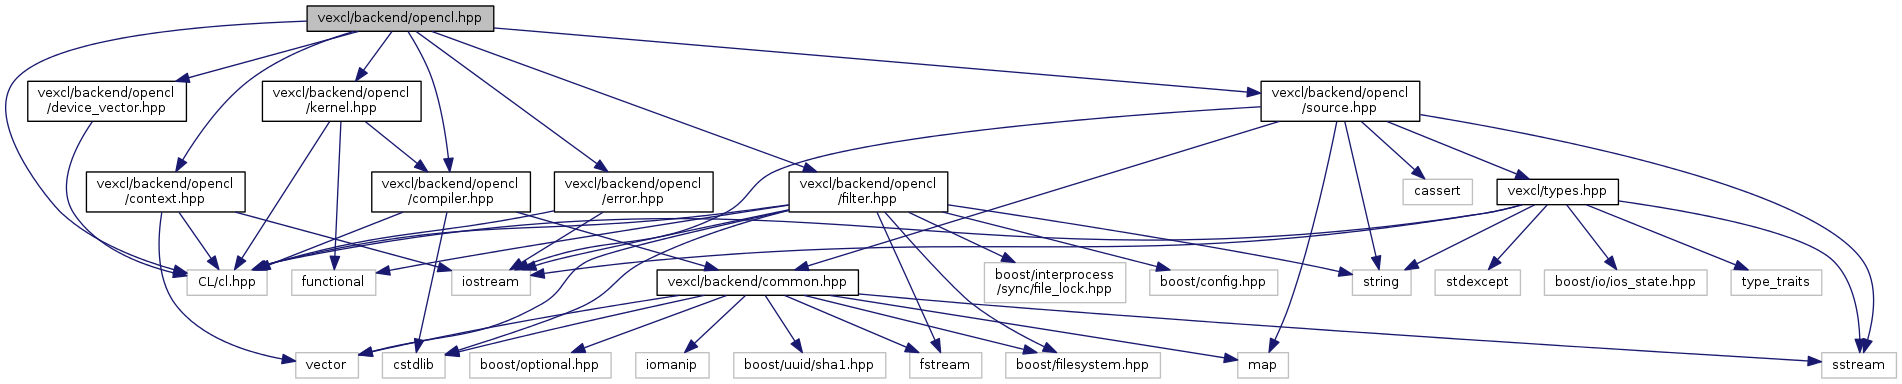 vexcl/backend/opencl.hpp
vexcl/backend/opencl
/device_vector.hpp
vexcl/backend/opencl
/kernel.hpp
vexcl/backend/opencl
/source.hpp
vexcl/backend/opencl
/context.hpp
vexcl/backend/opencl
/compiler.hpp
vexcl/backend/opencl
/error.hpp
vexcl/backend/opencl
/filter.hpp
cassert
vexcl/types.hpp
CL/cl.hpp
functional
iostream
vexcl/backend/common.hpp
boost/interprocess
/sync/file_lock.hpp
boost/config.hpp
string
stdexcept
boost/io/ios_state.hpp
type_traits
vector
cstdlib
boost/optional.hpp
iomanip
boost/uuid/sha1.hpp
fstream
boost/filesystem.hpp
map
sstream